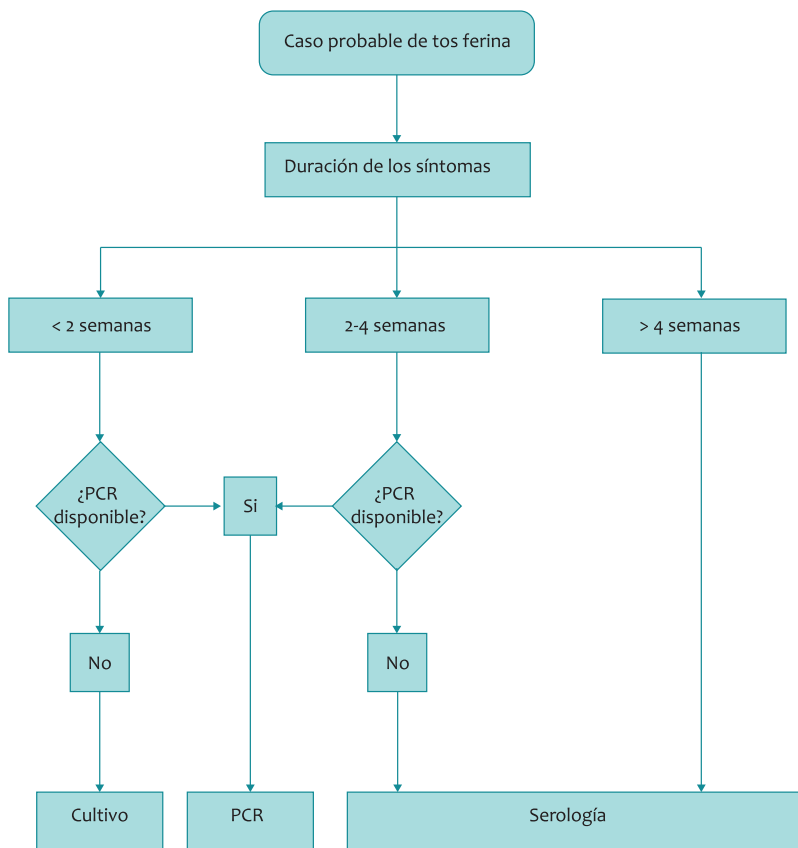 Caso probable de tos ferina
Duración de los síntomas
< 2 semanas
2-4 semanas
> 4 semanas
¿PCR
disponible?
Si
¿PCR
disponible?
No
No
Cultivo
PCR
Serología